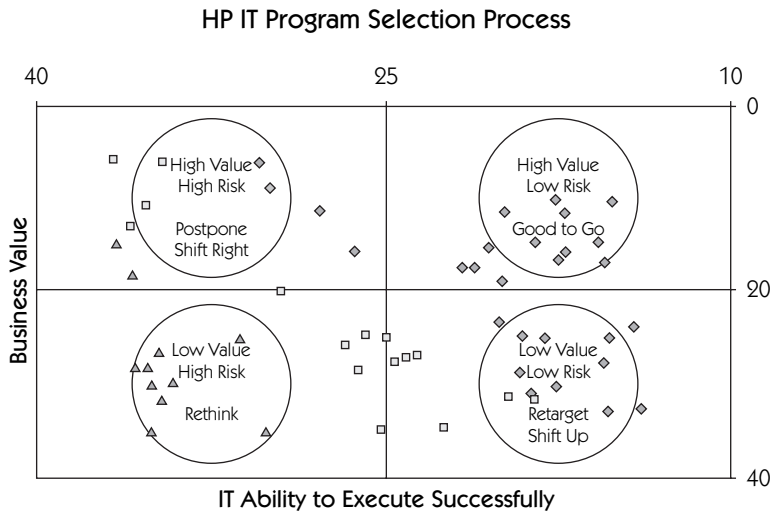 HP IT Program Selection Process
40 25 10
0
High Value
High Risk
Postpone
Shift Right
High Value
Low Risk
Good to Go
Business Value
20
Low Value
High Risk
Rethink
Low Value
Low Risk
Retarget
Shift Up
40
IT Ability to Execute Successfully